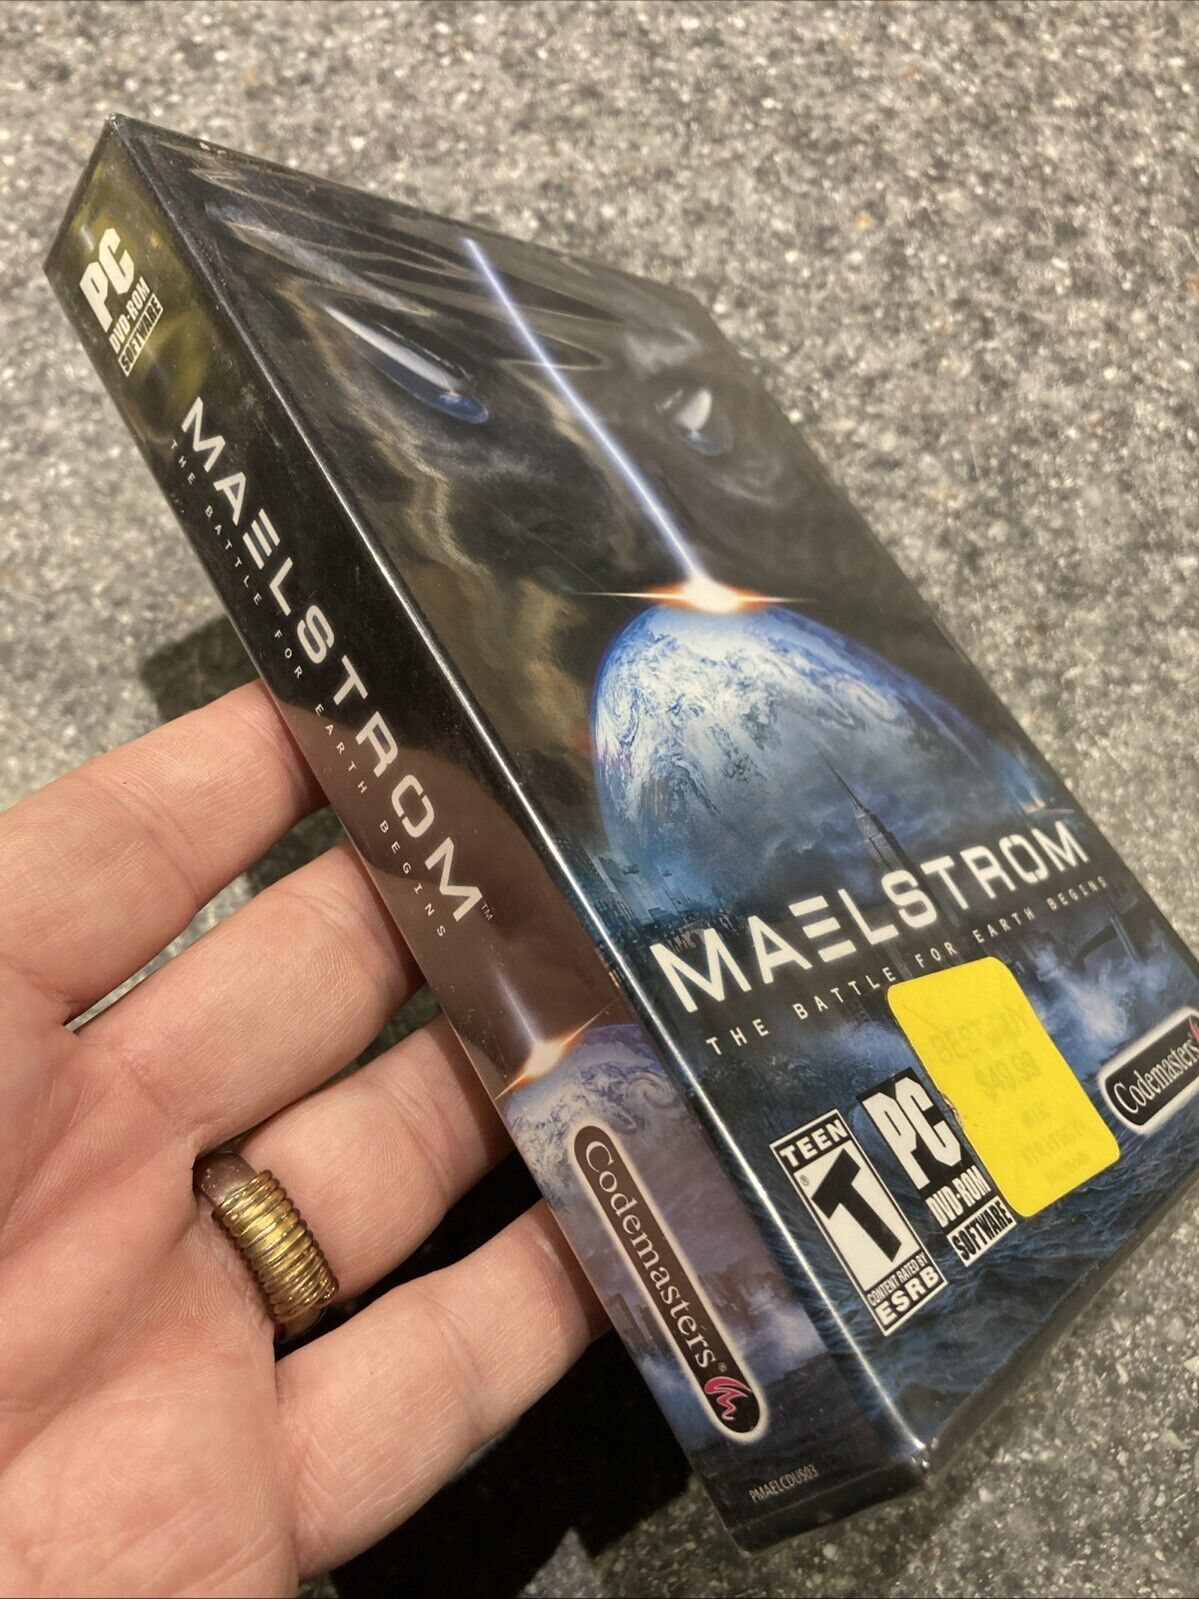 PC
DVD-ROM
SOFTWARE
MAELSTROM™
THE BATTLE FOR EARTH BEGINS
Codemasters®
PMAELCDUS03
MAELSTROM
THE BATTLE FOR EARTH BEGINS
BEST BUY
$49.99
TEEN
T
®
CONTENT RATED BY
ESRB
PC
DVD-ROM
SOFTWARE
Codemasters